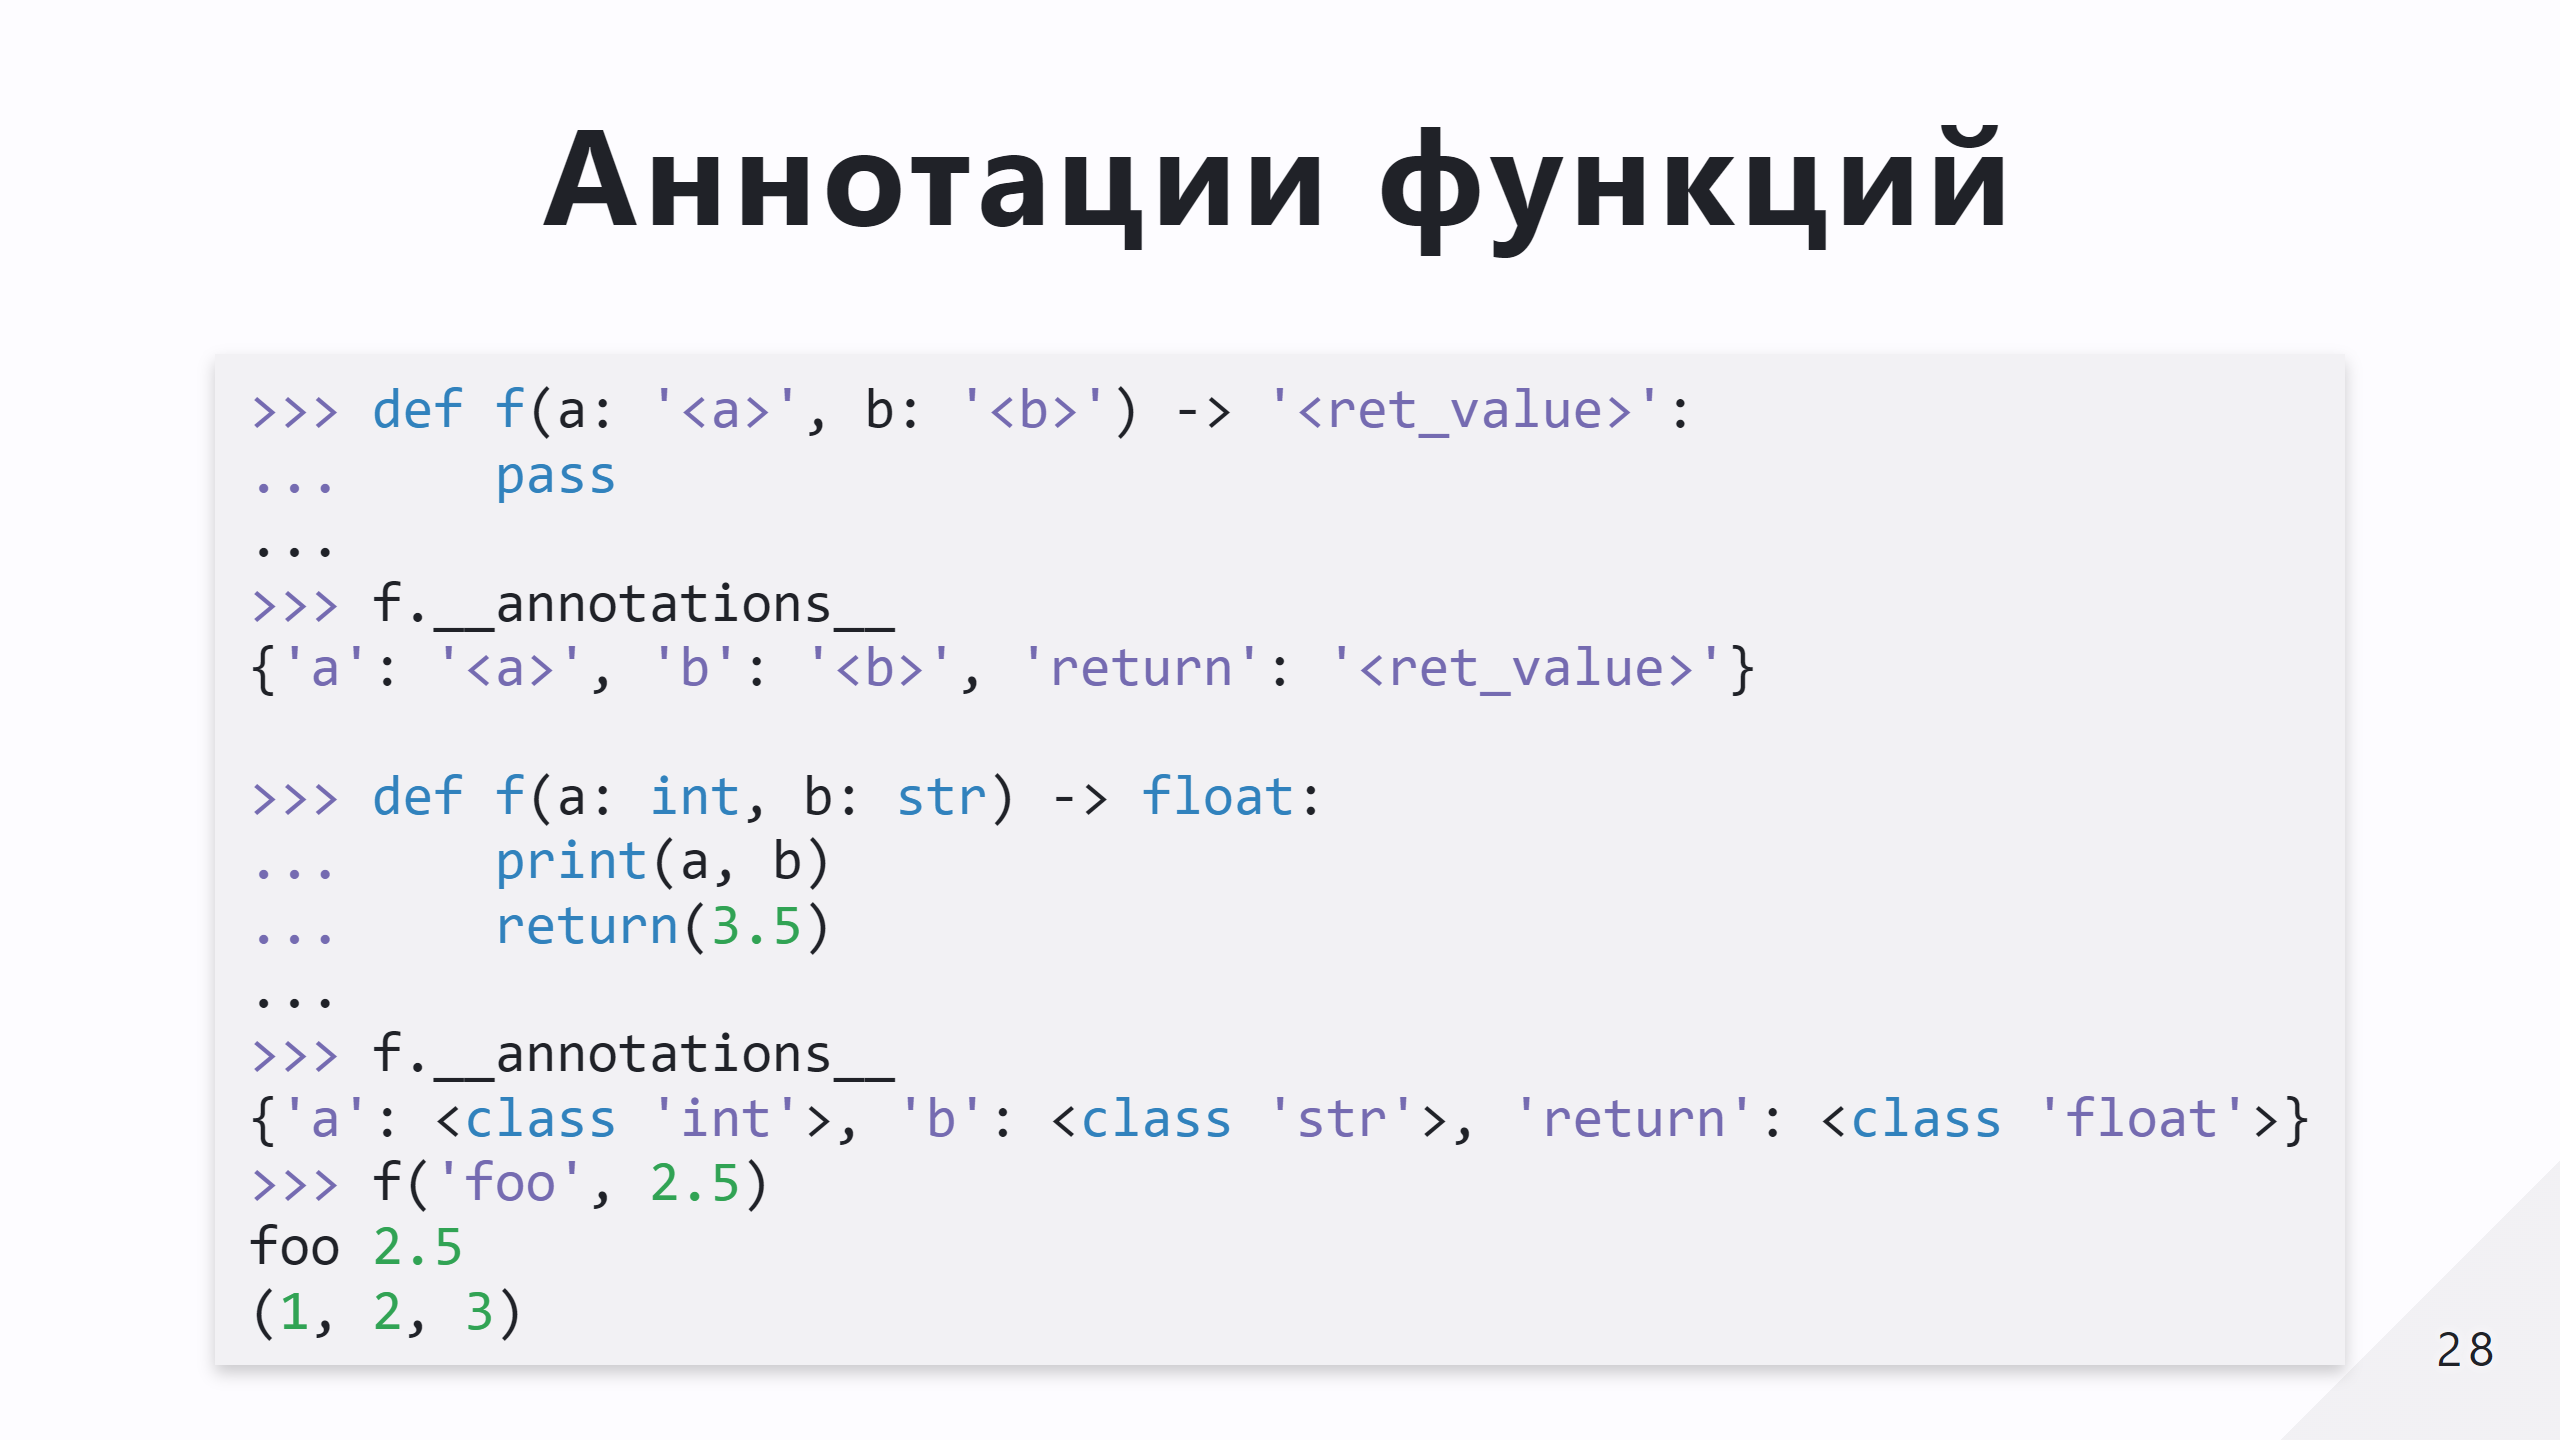 Аннотации функций
>>> def f(a: '<a>', b: '<b>') -> '<ret_value>':
...     pass
...
>>> f.__annotations__
{'a': '<a>', 'b': '<b>', 'return': '<ret_value>'}
>>> def f(a: int, b: str) -> float:
...     print(a, b)
...     return(3.5)
...
>>> f.__annotations__
{'a': <class 'int'>, 'b': <class 'str'>, 'return': <class 'float'>}
>>> f('foo', 2.5)
foo 2.5
(1, 2, 3)
28